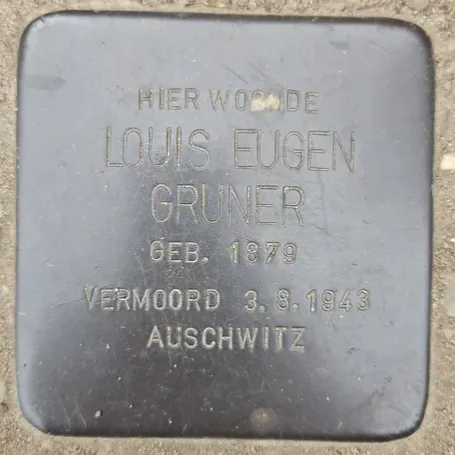 HIER WOONDE
LOUIS EUGEN
GRUNER
GEB. 1879
VERMOORD 3.8.1943
AUSCHWITZ